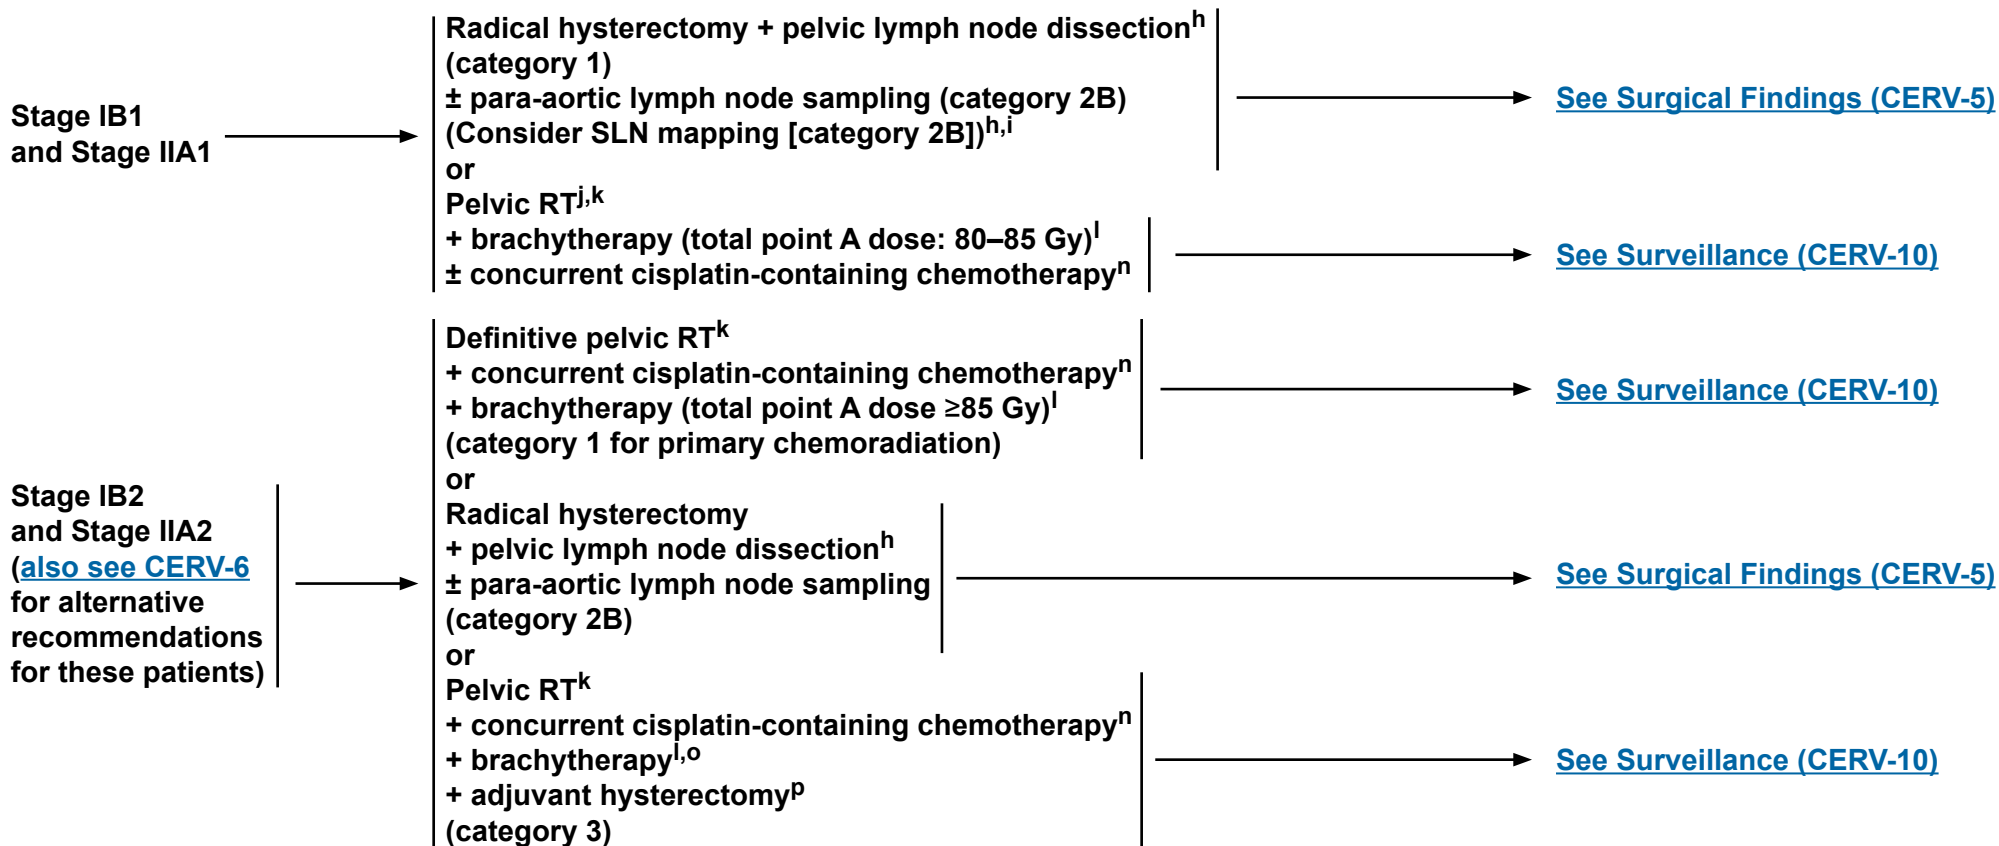 Stage IB1
and Stage IIA1
Radical hysterectomy + pelvic lymph node dissectionʰ
(category 1)
± para-aortic lymph node sampling (category 2B)
(Consider SLN mapping [category 2B])ʰ,ⁱ
or
Pelvic RTʲ,ᵏ
+ brachytherapy (total point A dose: 80–85 Gy)ˡ
± concurrent cisplatin-containing chemotherapyⁿ
See Surgical Findings (CERV-5)
See Surveillance (CERV-10)
Stage IB2
and Stage IIA2
(also see CERV-6
for alternative
recommendations
for these patients)
Definitive pelvic RTᵏ
+ concurrent cisplatin-containing chemotherapyⁿ
+ brachytherapy (total point A dose ≥85 Gy)ˡ
(category 1 for primary chemoradiation)
or
Radical hysterectomy
+ pelvic lymph node dissectionʰ
± para-aortic lymph node sampling
(category 2B)
or
Pelvic RTᵏ
+ concurrent cisplatin-containing chemotherapyⁿ
+ brachytherapyˡ,ᵒ
+ adjuvant hysterectomyᵖ
(category 3)
See Surveillance (CERV-10)
See Surgical Findings (CERV-5)
See Surveillance (CERV-10)